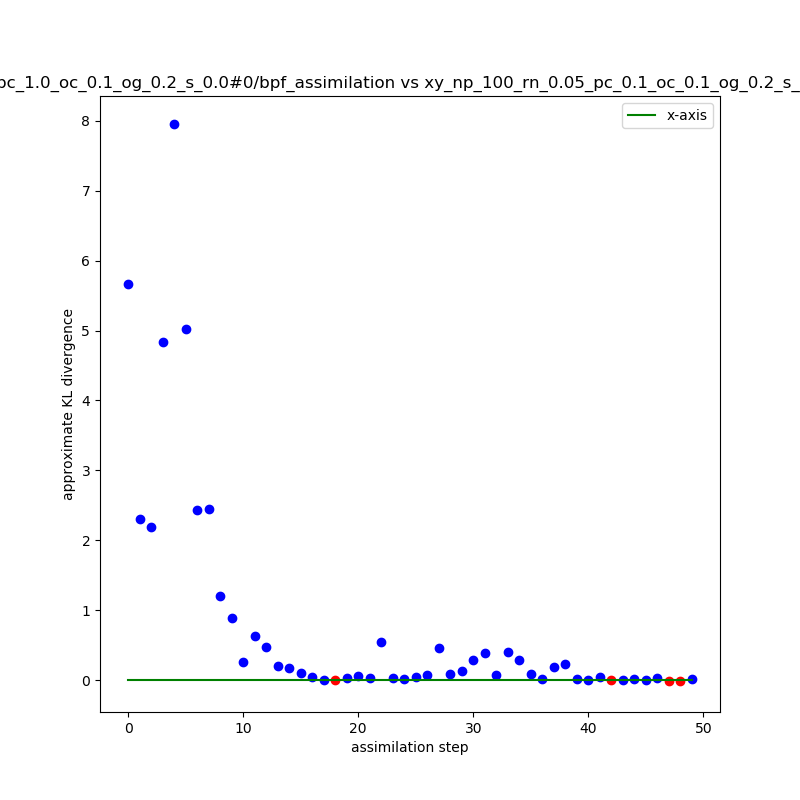 pc_1.0_oc_0.1_og_0.2_s_0.0#0/bpf_assimilation vs xy_np_100_rn_0.05_pc_0.1_oc_0.1_og_0.2_s_
x-axis
8
7
6
5
4
3
2
1
0
approximate KL divergence
0 10 20 30 40 50
assimilation step